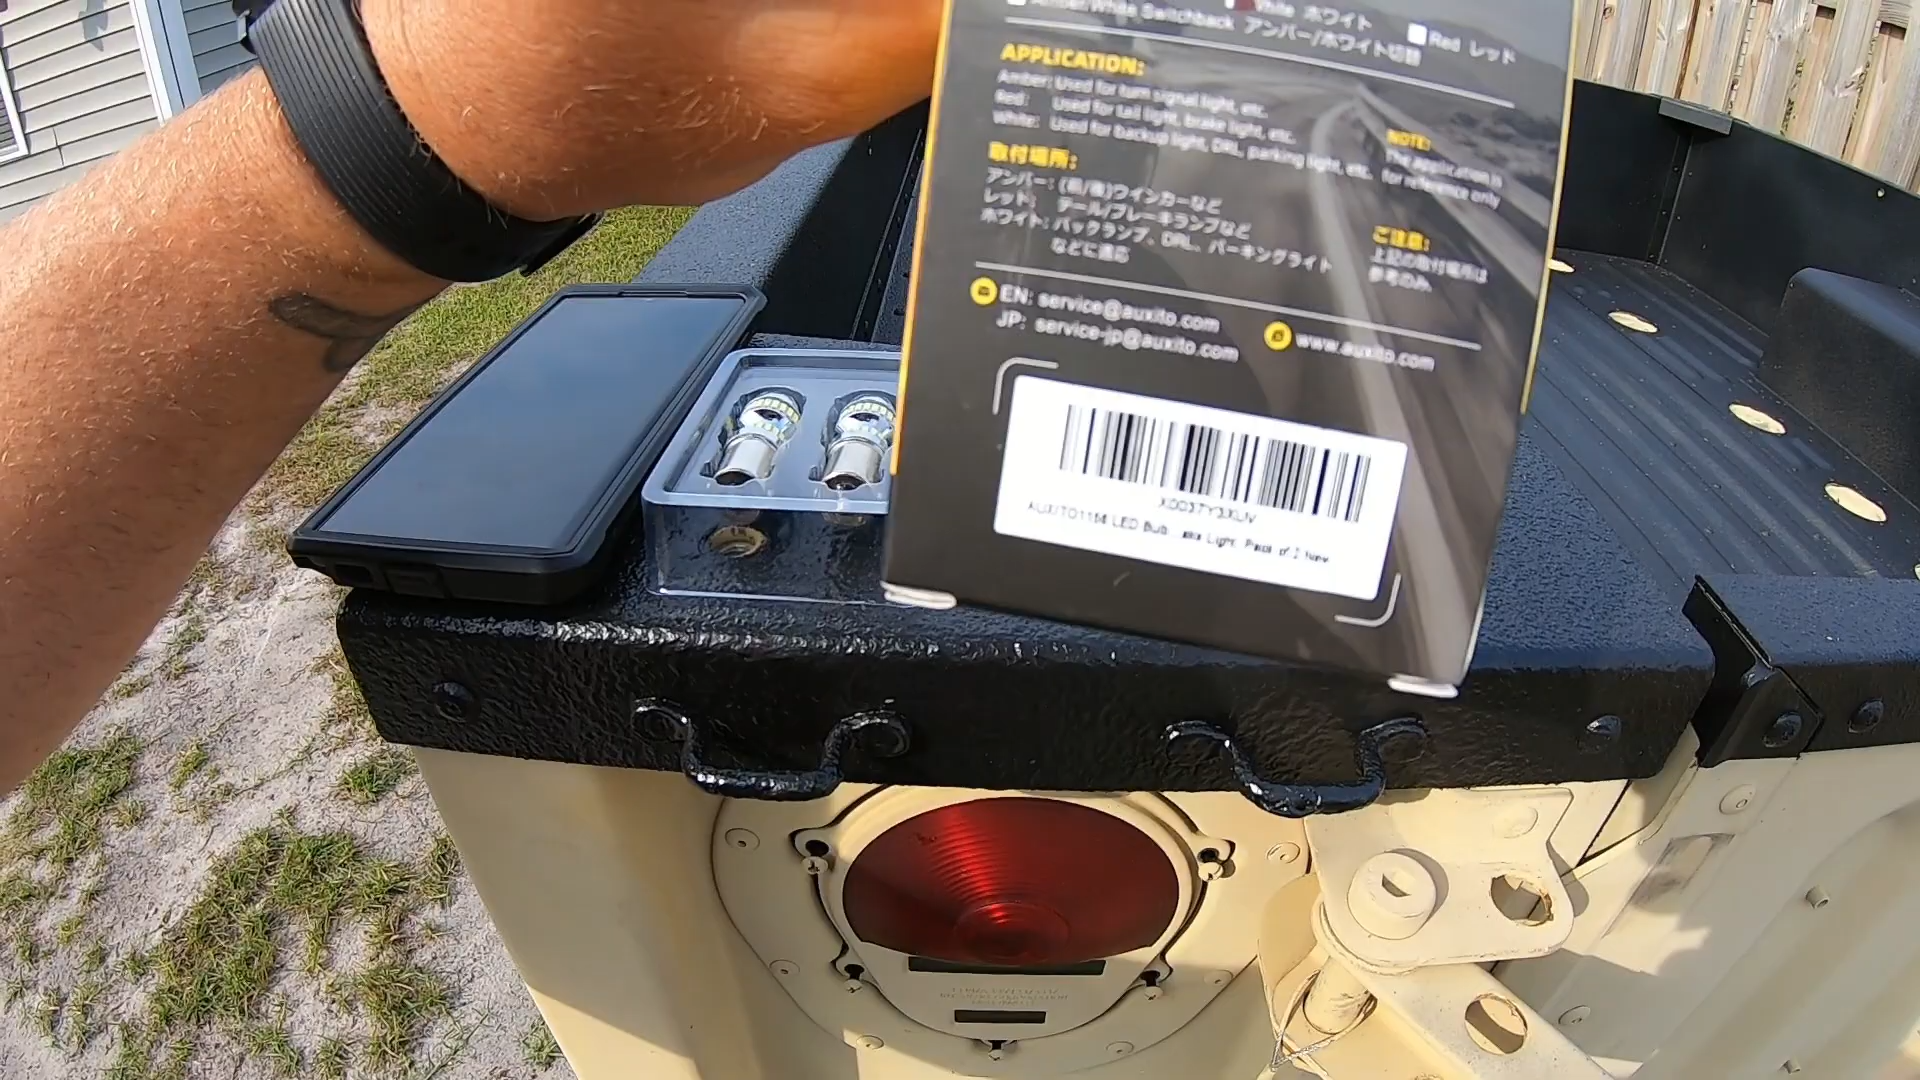 Amber/White Switchback アンバー/ホワイト切替
White ホワイト
Red レッド
APPLICATION:
Amber: Used for turn signal light, etc.
Red: Used for tail light, brake light, etc.
White: Used for backup light, DRL, parking light, etc.
NOTE:
The application is
for reference only
取付場所:
アンバー: (前/後)ウインカーなど
レッド: テール/ブレーキランプなど
ホワイト: バックランプ、DRL、パーキングライト
などに適応
ご注意:
上記の取付場所は
参考のみ
EN: service@auxito.com
JP: service-jp@auxito.com
www.auxito.com
X0037Y3XUV
LED Bulb Light, Pack of 2 New